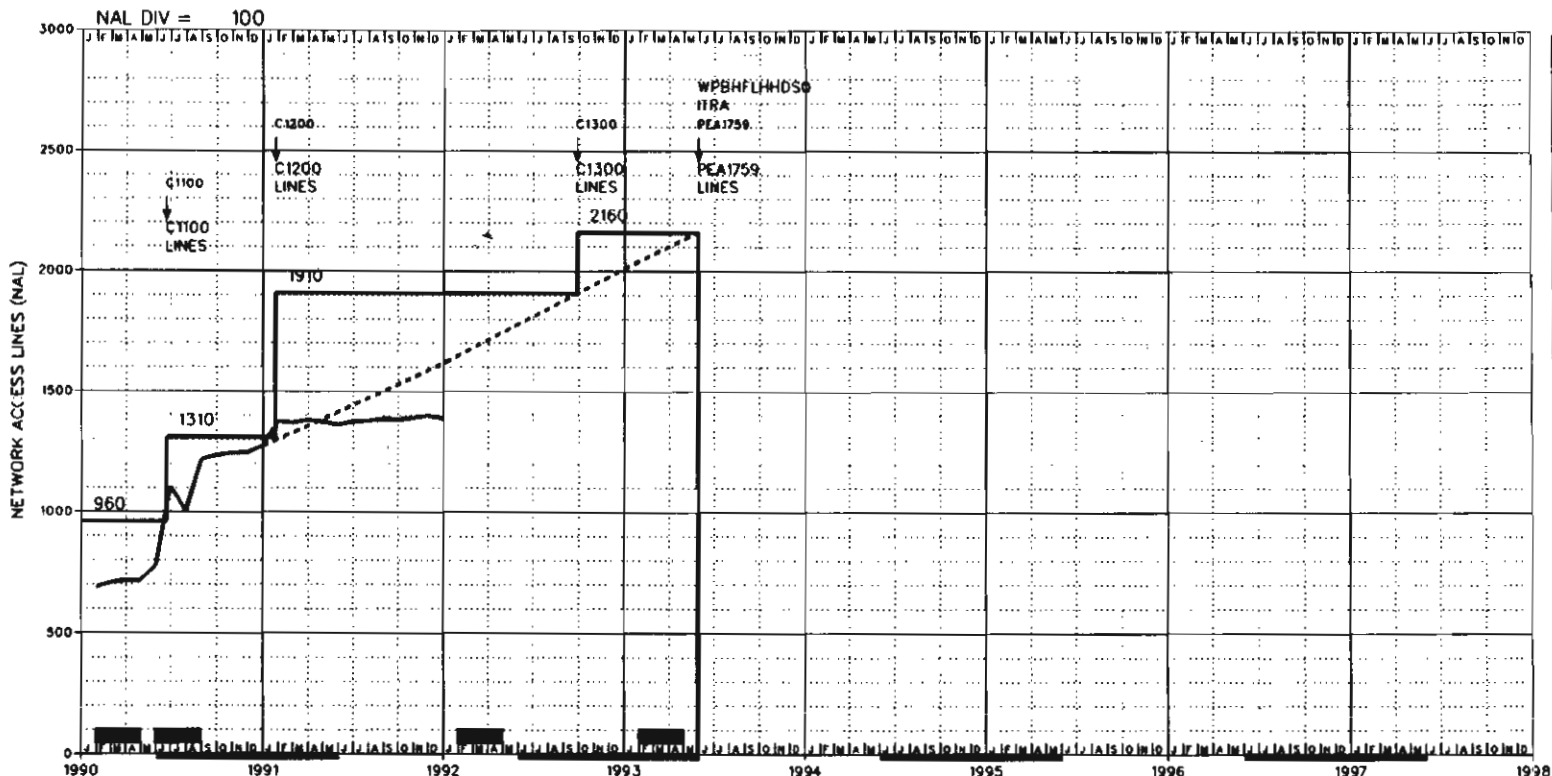 NAL DIV = 100
3000
J F M A M J J A S O N D J F M A M J J A S O N D J F M A M J J A S O N D J F M A M J J A S O N D J F M A M J J A S O N D J F M A M J J A S O N D J F M A M J J A S O N D J F M A M J J A S O N D
WPBHFLHHDS0
ITRA
C1200
C1300
PEA1759
2500
C1200
LINES
C1300
LINES
PEA1759
LINES
C1100
C1100
LINES
2160
2000
1910
NETWORK ACCESS LINES (NAL)
1500
1310
1000
960
500
0
J F M A M J J A S O N D J F M A M J J A S O N D J F M A M J J A S O N D J F M A M J J A S O N D J F M A M J J A S O N D J F M A M J J A S O N D J F M A M J J A S O N D J F M A M J J A S O N D
1990 1991 1992 1993 1994 1995 1996 1997 1998